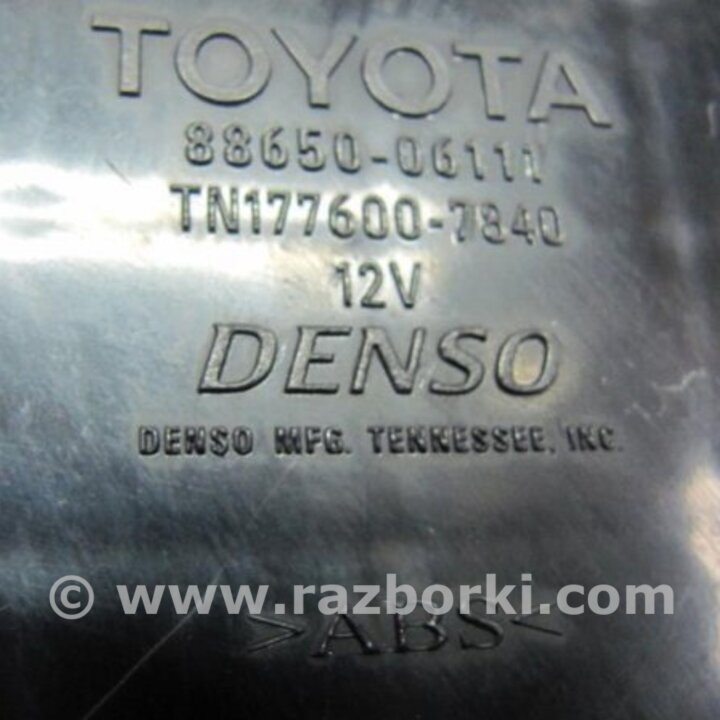 TOYOTA
88650-06111
TN177600-7840
12V
DENSO
DENSO MFG. TENNESSEE, INC.
© www.razborki.com
>ABS<